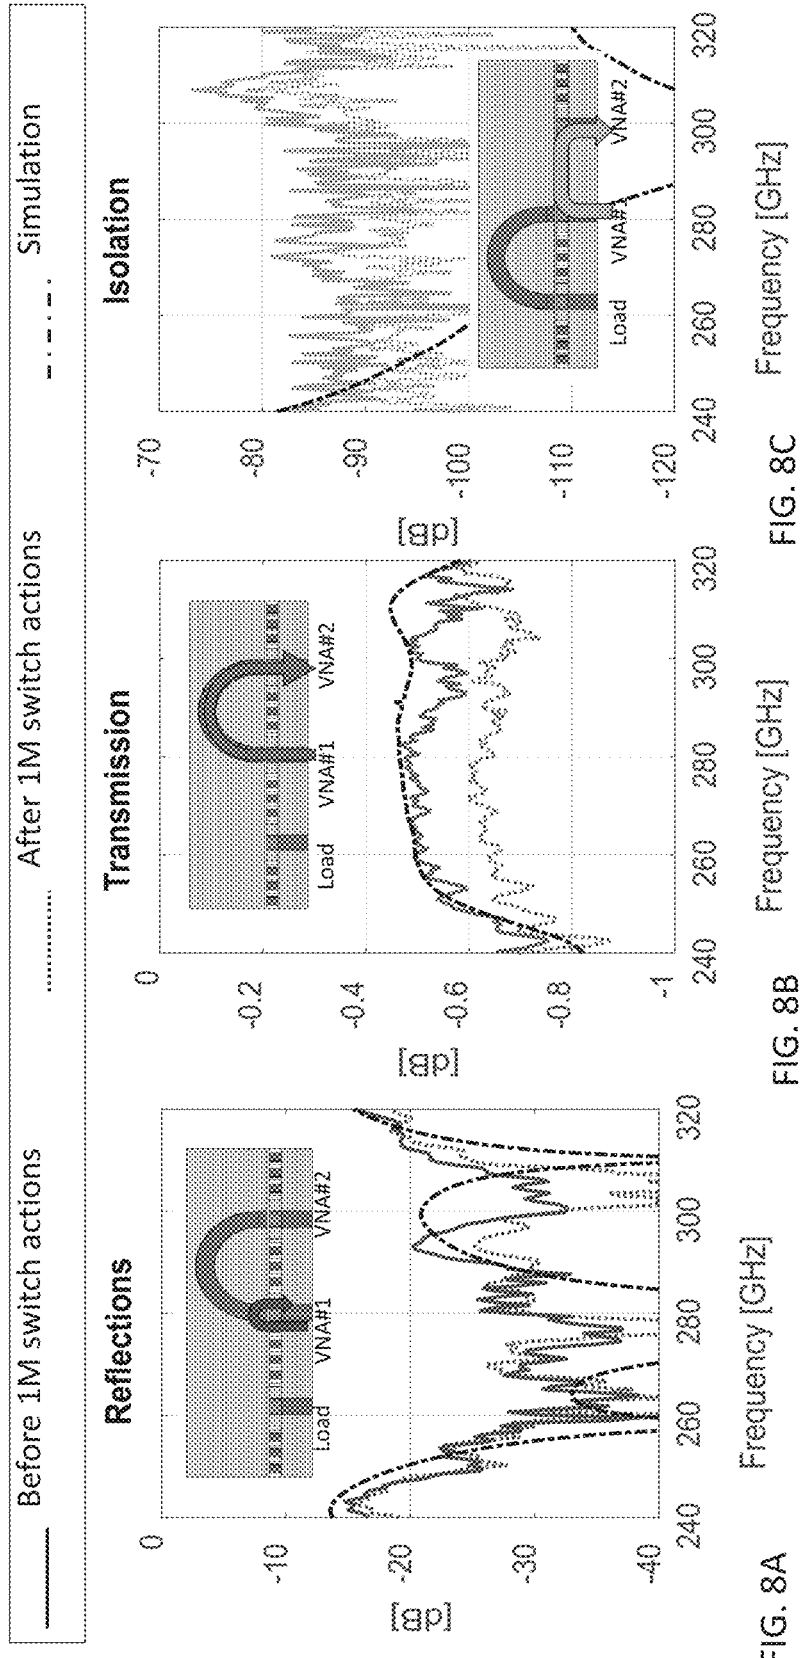 Before 1M switch actions
After 1M switch actions
Simulation
Reflections
0
-10
-20
-30
-40
[dB]
Load
VNA#1
VNA#2
240
260
280
300
320
Frequency [GHz]
FIG. 8A
Transmission
0
-0.2
-0.4
-0.6
-0.8
-1
[dB]
Load
VNA#1
VNA#2
240
260
280
300
320
Frequency [GHz]
FIG. 8B
Isolation
-70
-80
-90
-100
-110
-120
[dB]
Load
VNA#1
VNA#2
240
260
280
300
320
Frequency [GHz]
FIG. 8C